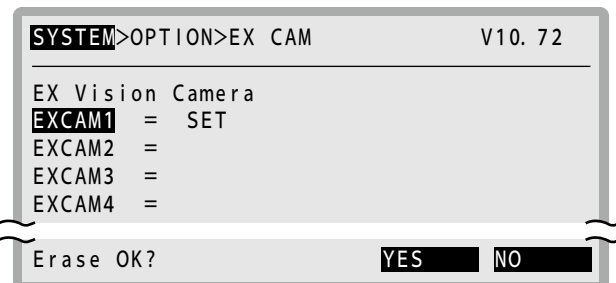 SYSTEM>OPTION>EX CAM V10.72
EX Vision Camera
EXCAM1 = SET
EXCAM2 =
EXCAM3 =
EXCAM4 =
Erase OK? YES NO